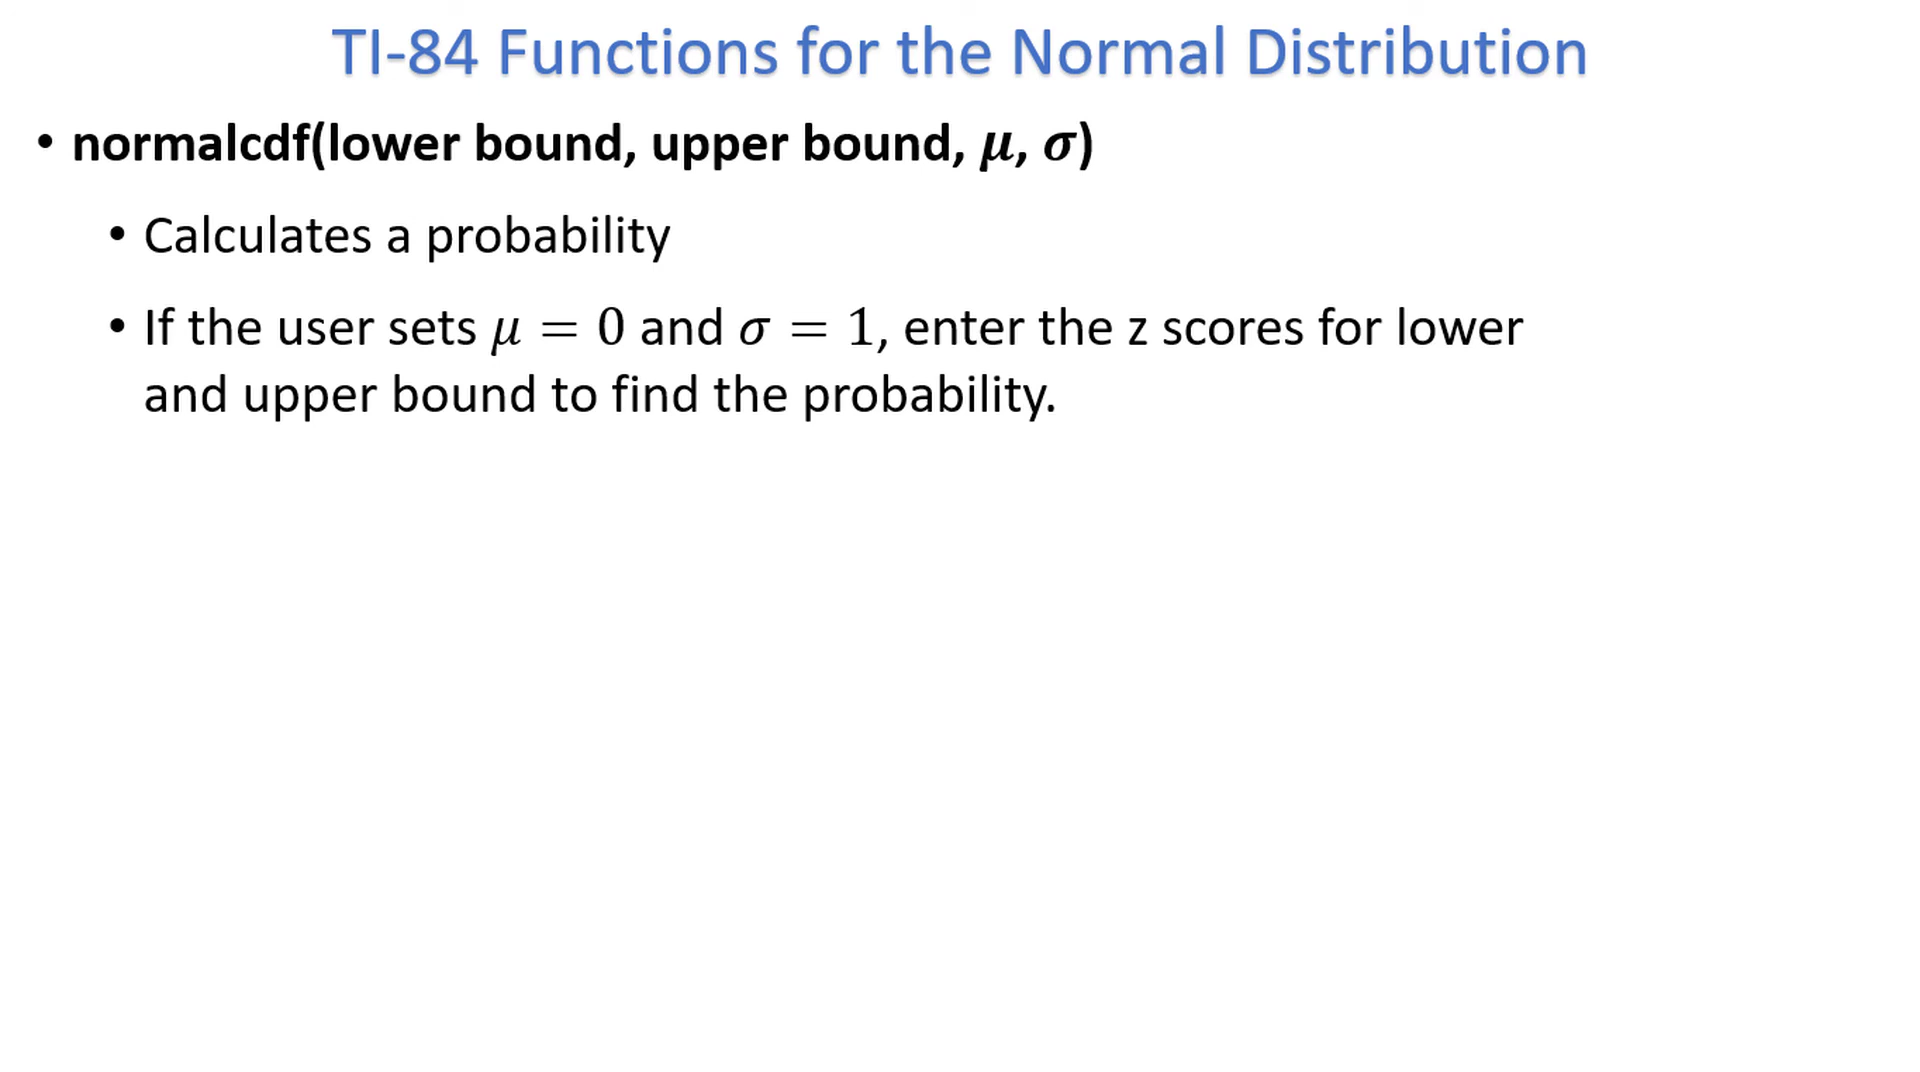 TI-84 Functions for the Normal Distribution
• normalcdf(lower bound, upper bound, μ, σ)
• Calculates a probability
• If the user sets μ = 0 and σ = 1, enter the z scores for lower
and upper bound to find the probability.